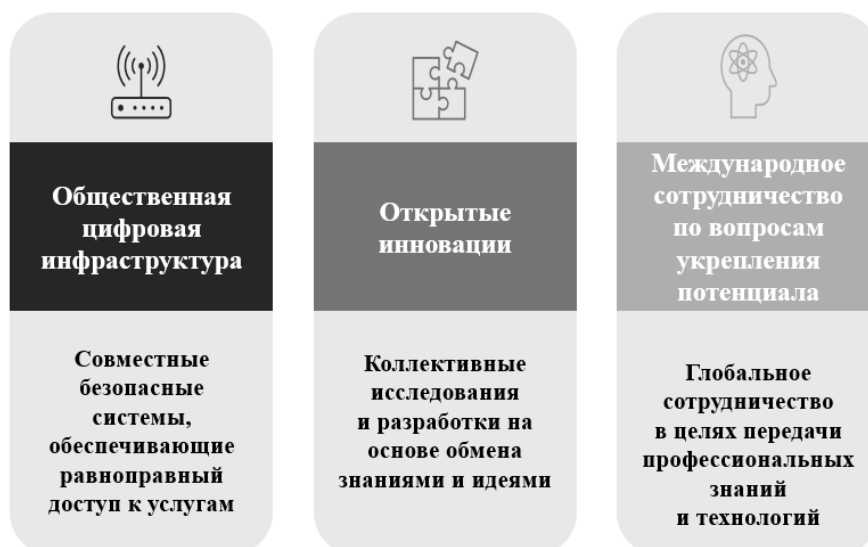 Общественная
цифровая
инфраструктура
Совместные
безопасные
системы,
обеспечивающие
равноправный
доступ к услугам
Открытые
инновации
Коллективные
исследования
и разработки на
основе обмена
знаниями и идеями
Международное
сотрудничество
по вопросам
укрепления
потенциала
Глобальное
сотрудничество
в целях передачи
профессиональных
знаний
и технологий